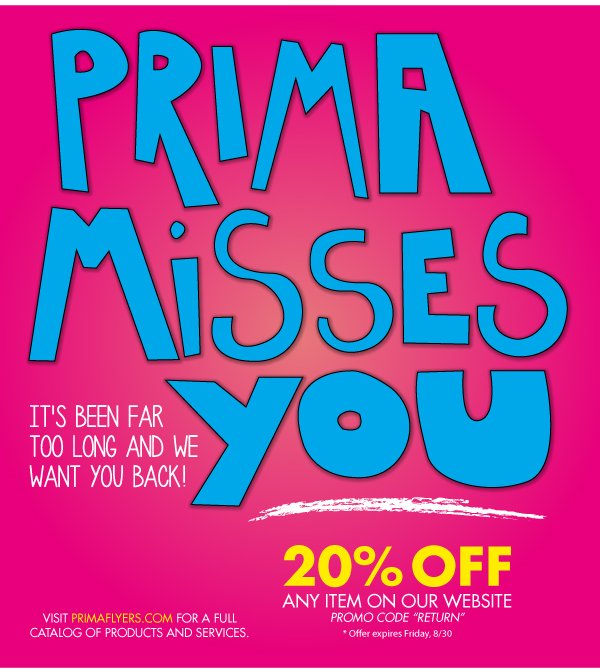 PRIMA
MiSSES
YOU
IT'S BEEN FAR
TOO LONG AND WE
WANT YOU BACK!
20% OFF
ANY ITEM ON OUR WEBSITE
PROMO CODE "RETURN"
* Offer expires Friday, 8/30
VISIT PRIMAFLYERS.COM FOR A FULL
CATALOG OF PRODUCTS AND SERVICES.